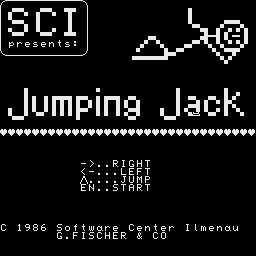 SCI
presents:
Jumping Jack
->..RIGHT
<-...LEFT
Λ....JUMP
EN..START
C 1986 Software Center Ilmenau
G.FISCHER & CO